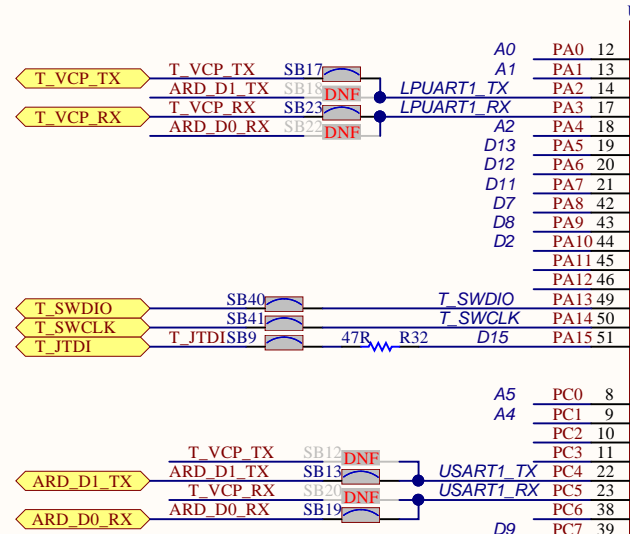 A0 PA0 12
T_VCP_TX T_VCP_TX SB17 A1 PA1 13
ARD_D1_TX SB18 DNF LPUART1_TX PA2 14
T_VCP_RX T_VCP_RX SB23 LPUART1_RX PA3 17
ARD_D0_RX SB22 DNF A2 PA4 18
D13 PA5 19
D12 PA6 20
D11 PA7 21
D7 PA8 42
D8 PA9 43
D2 PA10 44
PA11 45
PA12 46
T_SWDIO SB40 T_SWDIO PA13 49
T_SWCLK SB41 T_SWCLK PA14 50
T_JTDI T_JTDI SB9 47R R32 D15 PA15 51
A5 PC0 8
A4 PC1 9
PC2 10
T_VCP_TX SB12 DNF PC3 11
ARD_D1_TX ARD_D1_TX SB13 USART1_TX PC4 22
T_VCP_RX SB20 DNF USART1_RX PC5 23
ARD_D0_RX ARD_D0_RX SB19 PC6 38
D9 PC7 39